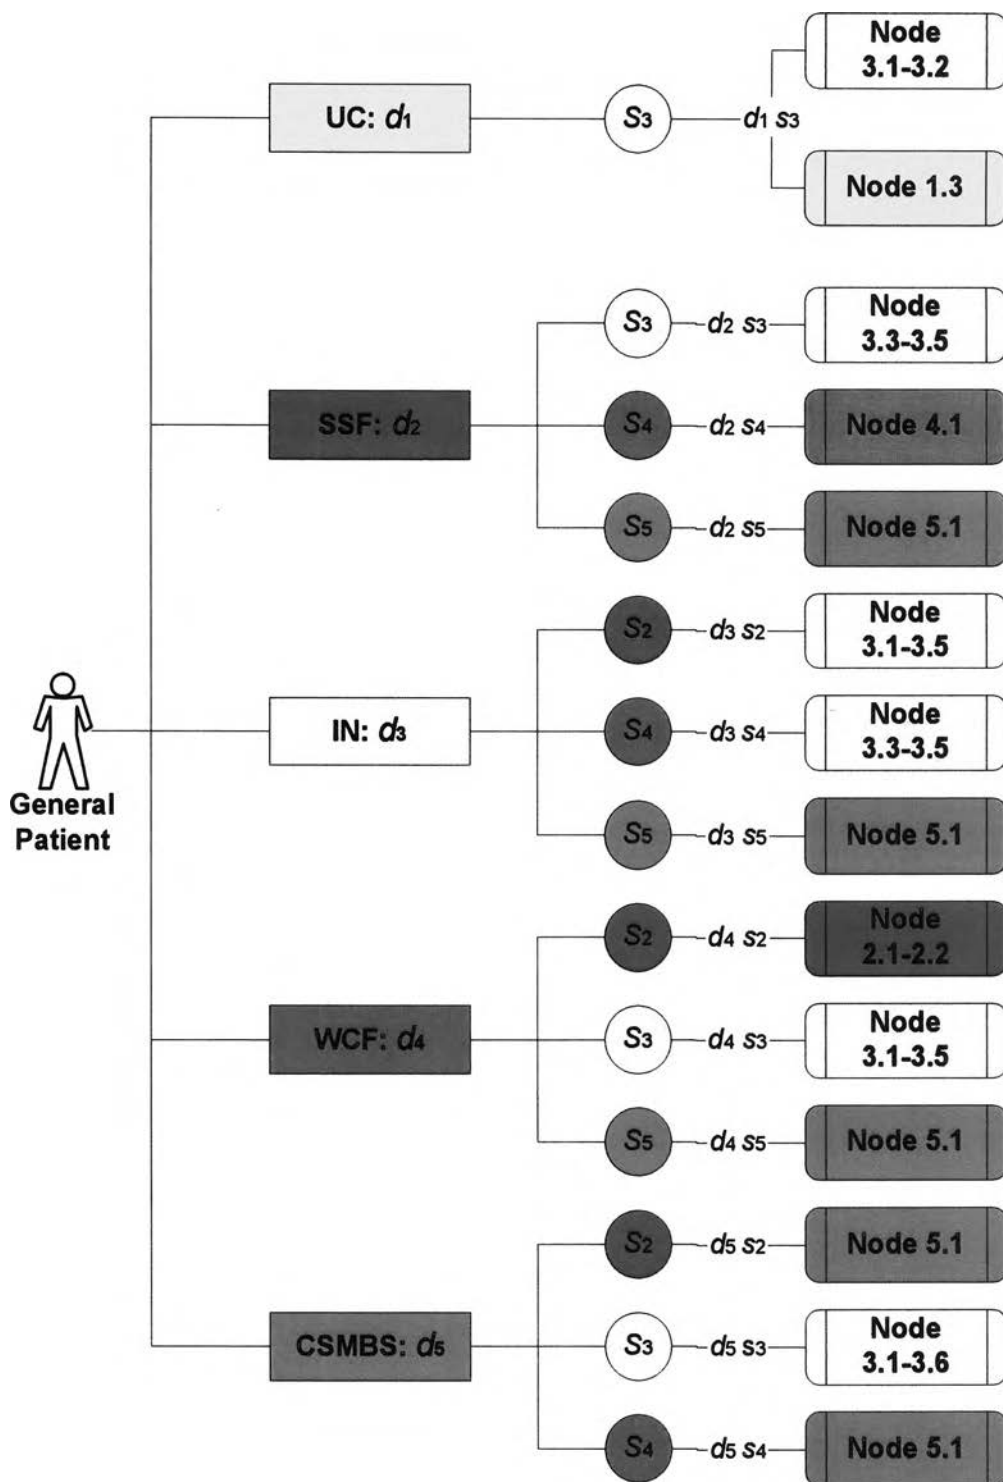 Node
3.1-3.2
UC: d1
S3
d1 s3
Node 1.3
S3
d2 s3
Node
3.3-3.5
SSF: d2
S4
d2 s4
Node 4.1
S5
d2 s5
Node 5.1
S2
d3 s2
Node
3.1-3.5
General
Patient
IN: d3
S4
d3 s4
Node
3.3-3.5
S5
d3 s5
Node 5.1
S2
d4 s2
Node
2.1-2.2
WCF: d4
S3
d4 s3
Node
3.1-3.5
S5
d4 s5
Node 5.1
S2
d5 s2
Node 5.1
CSMBS: d5
S3
d5 s3
Node
3.1-3.6
S4
d5 s4
Node 5.1